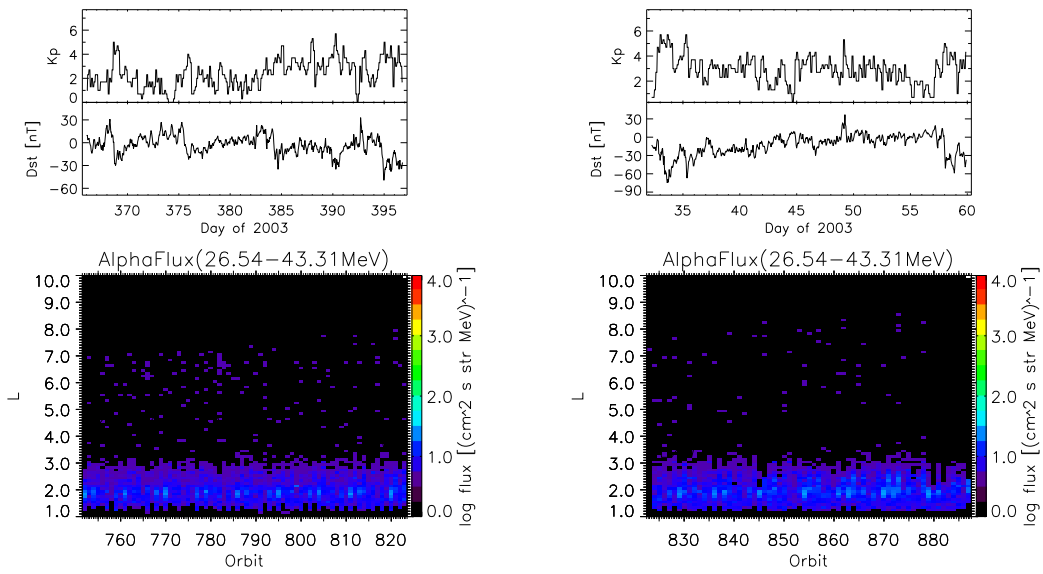 6
4
2
0
Kp
30
0
−30
−60
Dst [nT]
370 375 380 385 390 395
Day of 2003
AlphaFlux(26.54−43.31MeV)
10.0
9.0
8.0
7.0
6.0
5.0
4.0
3.0
2.0
1.0
L
760 770 780 790 800 810 820
Orbit
4.0
3.0
2.0
1.0
0.0
log flux [(cm^2 s str MeV)^−1]
6
4
2
Kp
30
0
−30
−60
−90
Dst [nT]
35 40 45 50 55 60
Day of 2003
AlphaFlux(26.54−43.31MeV)
10.0
9.0
8.0
7.0
6.0
5.0
4.0
3.0
2.0
1.0
L
830 840 850 860 870 880
Orbit
4.0
3.0
2.0
1.0
0.0
log flux [(cm^2 s str MeV)^−1]